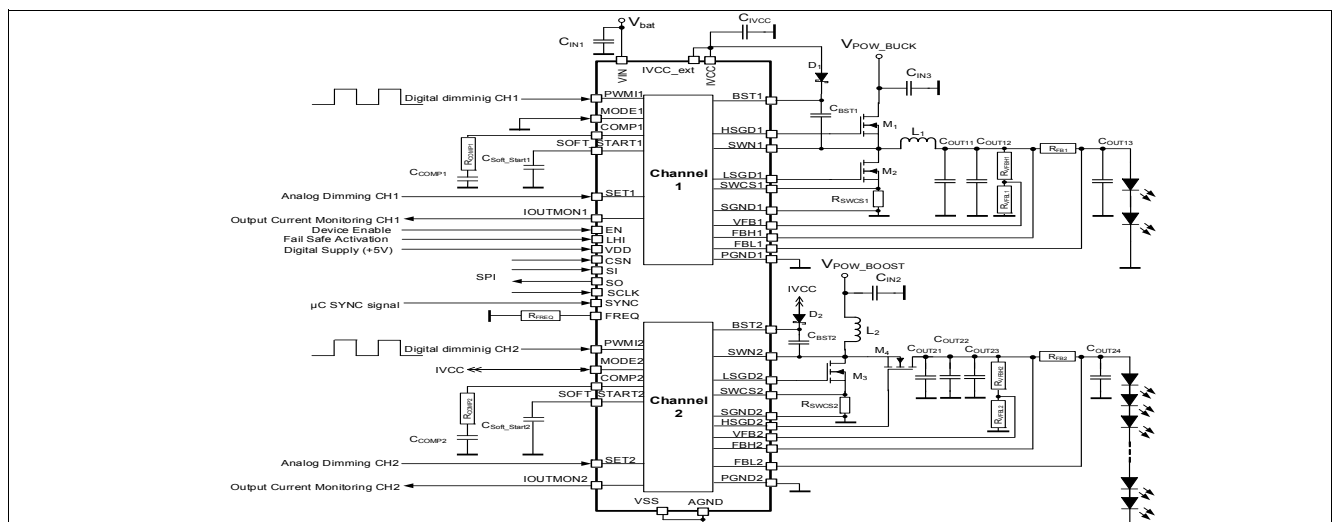 Vbat
CIVCC
CIN1
VPOW_BUCK
VIN
IVCC_ext
IVCC
D1
CIN3
Digital dimminig CH1
PWMI1
BST1
MODE1
CBST1
COMP1
HSGD1
M1
L1
RCOMP1
SOFT_START1
SWN1
COUT11
COUT12
RFB1
COUT13
CSoft_Start1
RVFBH1
CCOMP1
Channel
1
LSGD1
M2
SWCS1
RVFBL1
Analog Dimming CH1
SET1
RSWCS1
SGND1
Output Current Monitoring CH1
IOUTMON1
VFB1
Device Enable
EN
FBH1
Fail Safe Activation
LHI
FBL1
Digital Supply (+5V)
VDD
PGND1
CSN
VPOW_BOOST
SPI
SI
SO
IVCC
CIN2
SCLK
µC SYNC signal
SYNC
D2
RFREQ
FREQ
BST2
L2
CBST2
Digital dimminig CH2
PWMI2
SWN2
M4
COUT21
COUT22
COUT23
RFB2
COUT24
IVCC
MODE2
COMP2
LSGD2
M3
RVFBH2
RCOMP2
SOFT_START2
SWCS2
Channel
2
RSWCS2
CSoft_Start2
SGND2
RVFBL2
CCOMP2
HSGD2
VFB2
FBH2
Analog Dimming CH2
SET2
FBL2
Output Current Monitoring CH2
IOUTMON2
PGND2
VSS
AGND